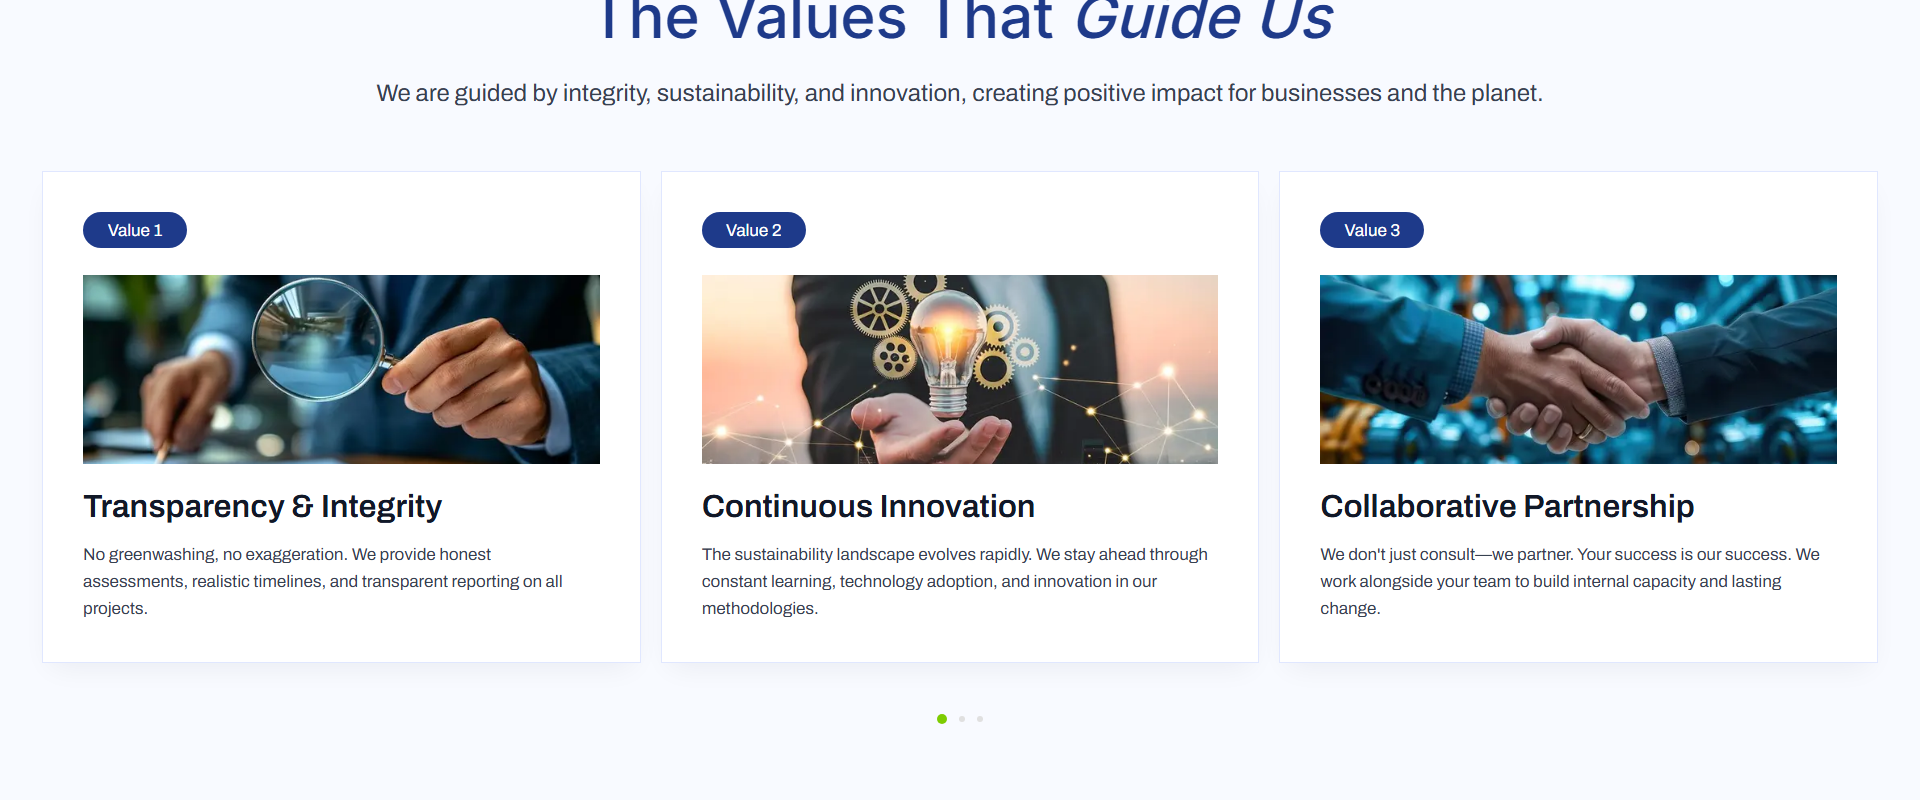 The Values That Guide Us
We are guided by integrity, sustainability, and innovation, creating positive impact for businesses and the planet.
Value 1
Transparency & Integrity
No greenwashing, no exaggeration. We provide honest
assessments, realistic timelines, and transparent reporting on all
projects.
Value 2
Continuous Innovation
The sustainability landscape evolves rapidly. We stay ahead through
constant learning, technology adoption, and innovation in our
methodologies.
Value 3
Collaborative Partnership
We don't just consult—we partner. Your success is our success. We
work alongside your team to build internal capacity and lasting
change.